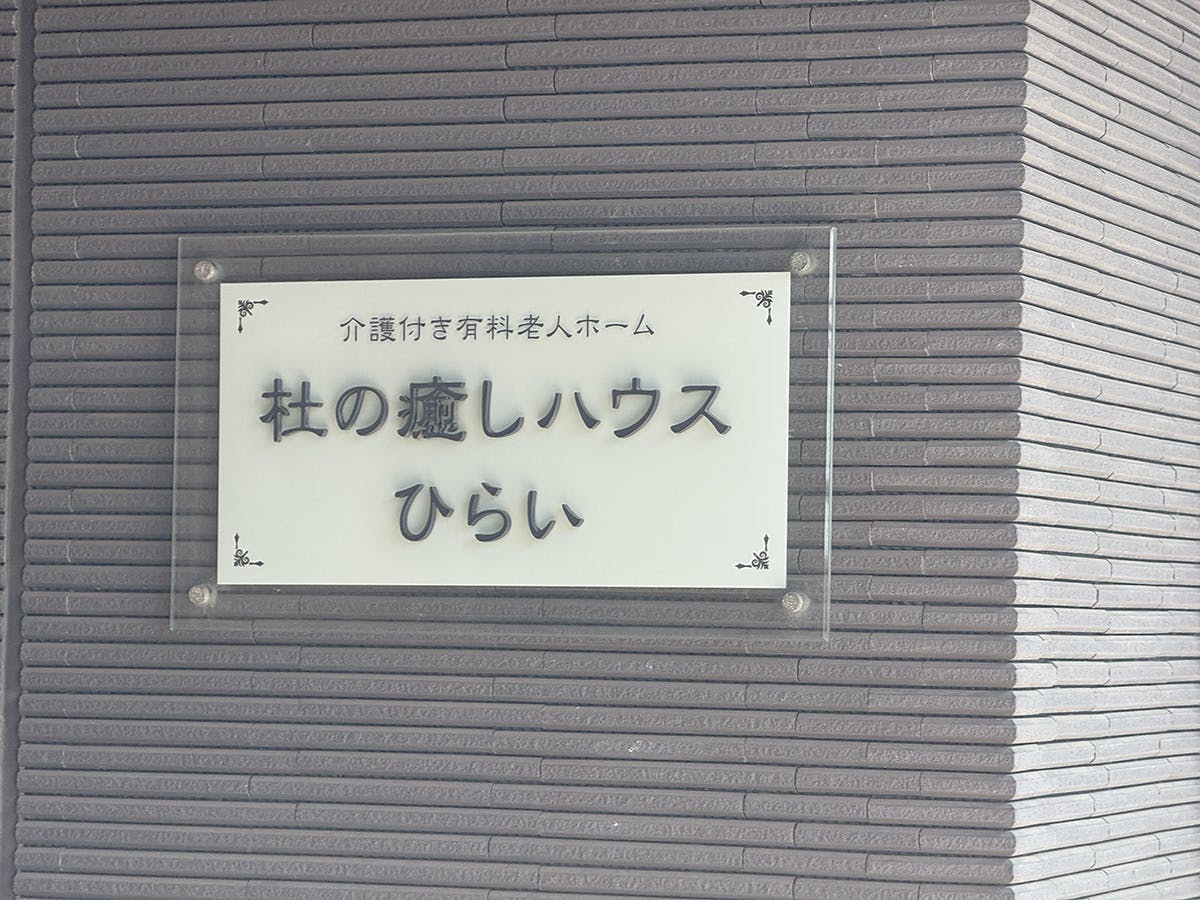 介護付き有料老人ホーム
杜の癒しハウス
ひらい